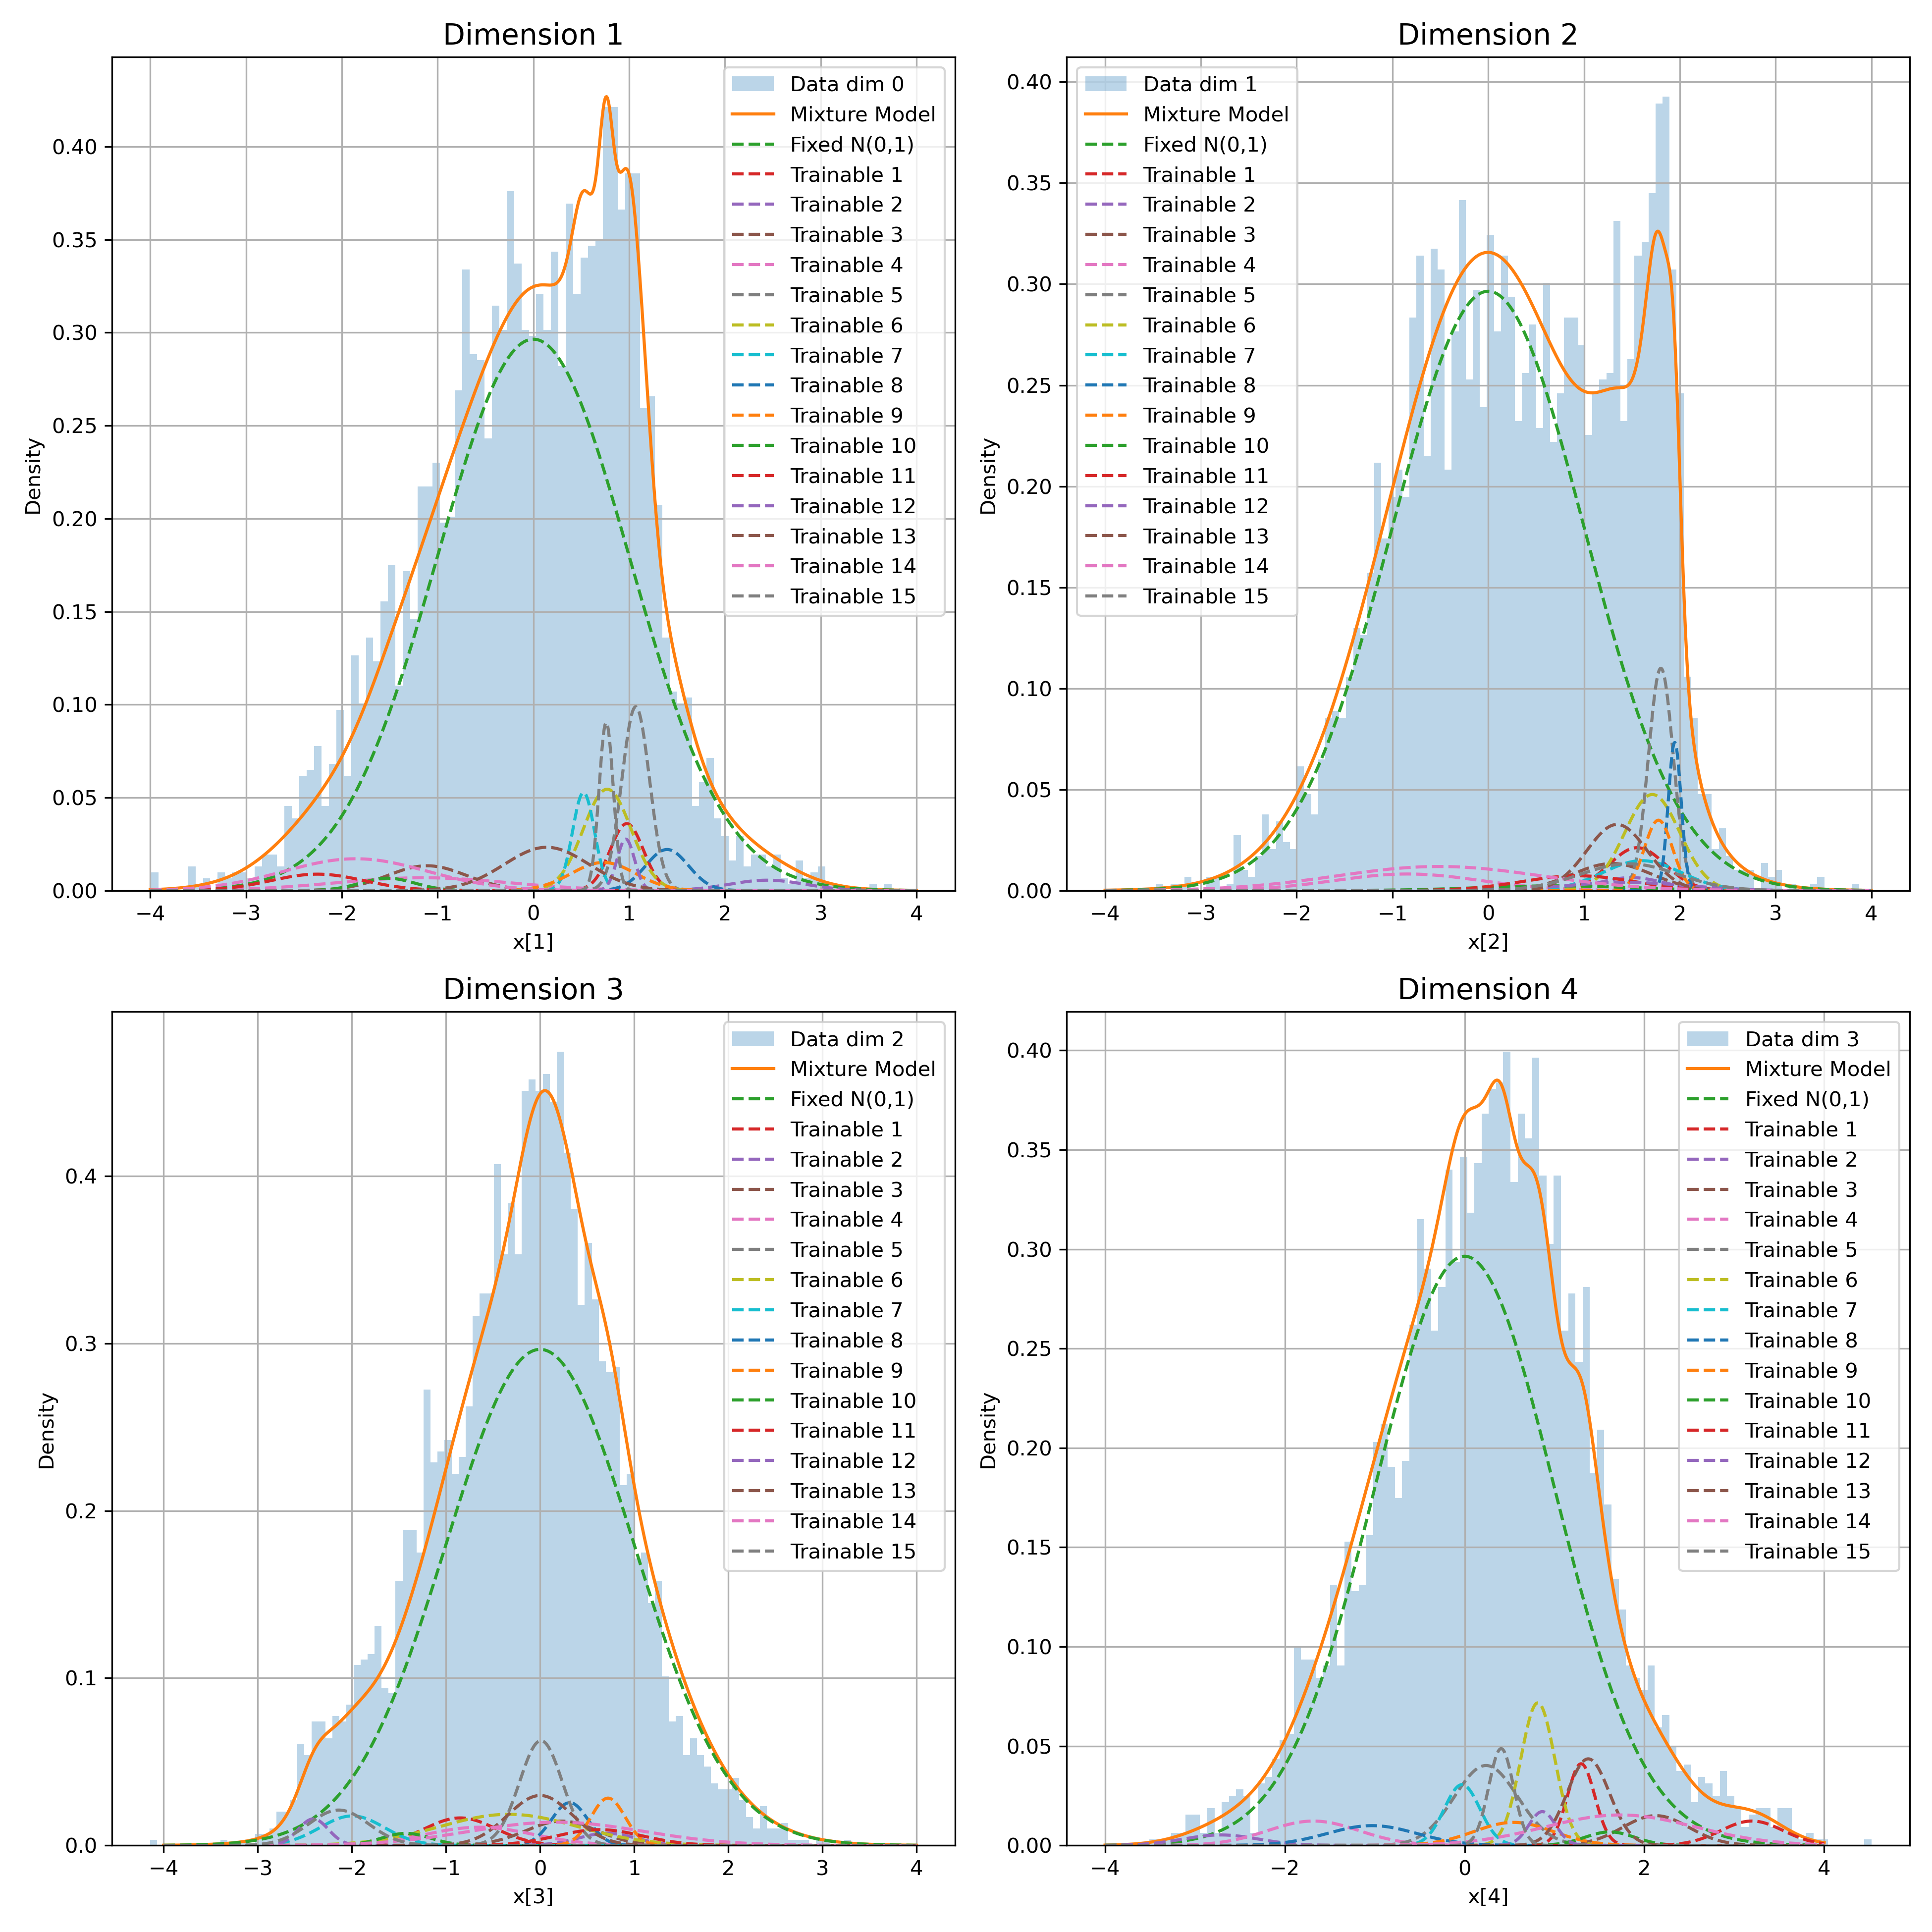 Dimension 1
Density
0.40
0.35
0.30
0.25
0.20
0.15
0.10
0.05
0.00
−4 −3 −2 −1 0 1 2 3 4
x[1]
Data dim 0
Mixture Model
Fixed N(0,1)
Trainable 1
Trainable 2
Trainable 3
Trainable 4
Trainable 5
Trainable 6
Trainable 7
Trainable 8
Trainable 9
Trainable 10
Trainable 11
Trainable 12
Trainable 13
Trainable 14
Trainable 15
Dimension 2
Density
0.40
0.35
0.30
0.25
0.20
0.15
0.10
0.05
0.00
−4 −3 −2 −1 0 1 2 3 4
x[2]
Data dim 1
Mixture Model
Fixed N(0,1)
Trainable 1
Trainable 2
Trainable 3
Trainable 4
Trainable 5
Trainable 6
Trainable 7
Trainable 8
Trainable 9
Trainable 10
Trainable 11
Trainable 12
Trainable 13
Trainable 14
Trainable 15
Dimension 3
Density
0.4
0.3
0.2
0.1
0.0
−4 −3 −2 −1 0 1 2 3 4
x[3]
Data dim 2
Mixture Model
Fixed N(0,1)
Trainable 1
Trainable 2
Trainable 3
Trainable 4
Trainable 5
Trainable 6
Trainable 7
Trainable 8
Trainable 9
Trainable 10
Trainable 11
Trainable 12
Trainable 13
Trainable 14
Trainable 15
Dimension 4
Density
0.40
0.35
0.30
0.25
0.20
0.15
0.10
0.05
0.00
−4 −2 0 2 4
x[4]
Data dim 3
Mixture Model
Fixed N(0,1)
Trainable 1
Trainable 2
Trainable 3
Trainable 4
Trainable 5
Trainable 6
Trainable 7
Trainable 8
Trainable 9
Trainable 10
Trainable 11
Trainable 12
Trainable 13
Trainable 14
Trainable 15